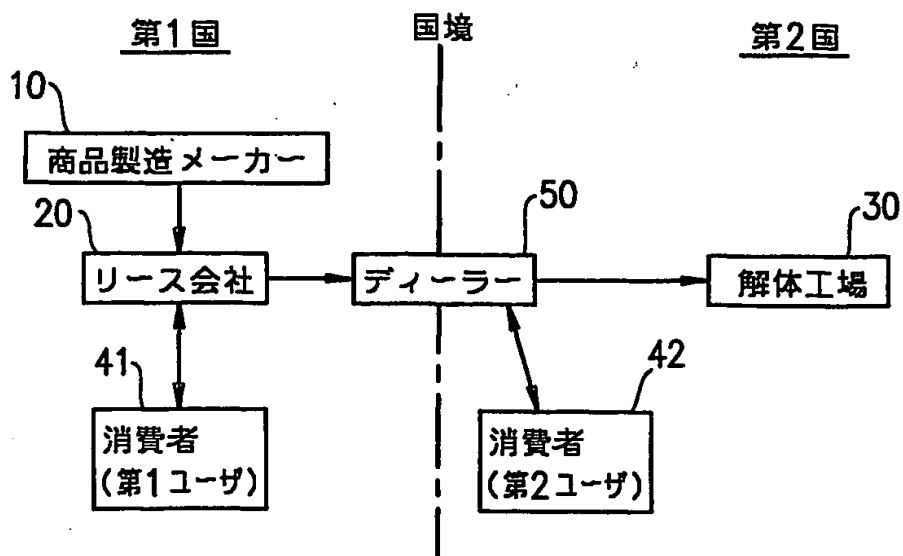 第1国
国境
第2国
10
商品製造メーカー
20
リース会社
50
ディーラー
30
解体工場
41
消費者
(第1ユーザ)
42
消費者
(第2ユーザ)